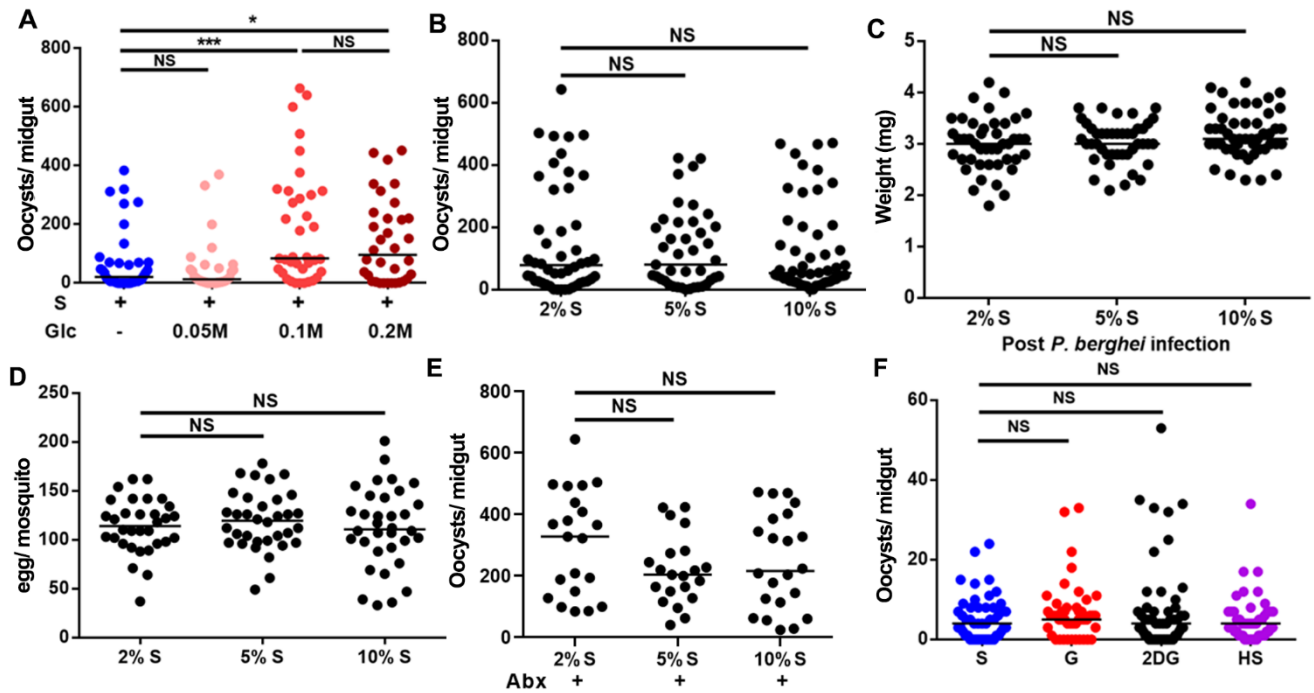 A
*
***
NS
NS
800
600
400
200
0
Oocysts/ midgut
S + + + +
Glc - 0.05M 0.1M 0.2M
B
NS
NS
800
600
400
200
0
Oocysts/ midgut
2% S 5% S 10% S
C
NS
NS
5
4
3
2
1
0
Weight (mg)
2% S 5% S 10% S
Post P. berghei infection
D
NS
NS
250
200
150
100
50
0
egg/ mosquito
2% S 5% S 10% S
E
NS
NS
800
600
400
200
0
Oocysts/ midgut
2% S 5% S 10% S
Abx + + +
F
NS
NS
NS
60
40
20
0
Oocysts/ midgut
S G 2DG HS